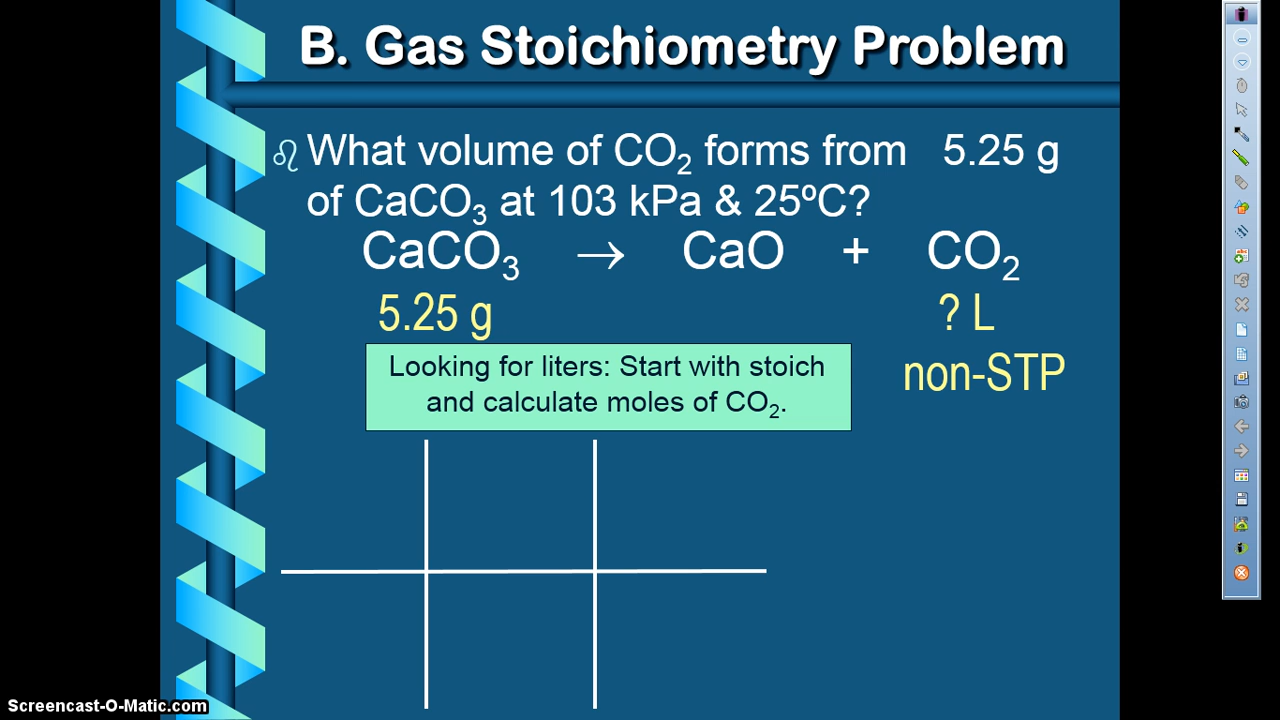 B. Gas Stoichiometry Problem
What volume of CO₂ forms from 5.25 g
of CaCO₃ at 103 kPa & 25ºC?
CaCO₃ → CaO + CO₂
5.25 g ? L
non-STP
Looking for liters: Start with stoich
and calculate moles of CO₂.
Screencast-O-Matic.com